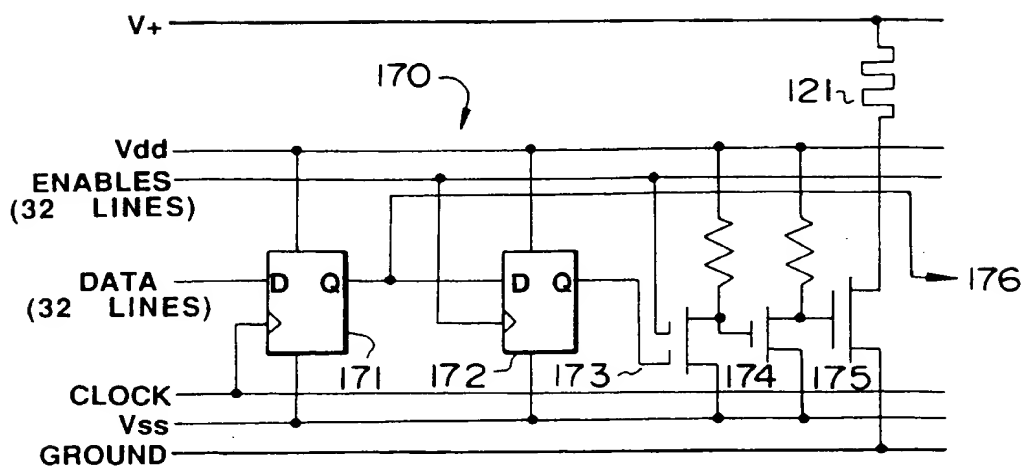 V+
170
121
Vdd
ENABLES
(32 LINES)
DATA
(32 LINES)
D Q
D Q
176
171
172
173
174
175
CLOCK
Vss
GROUND